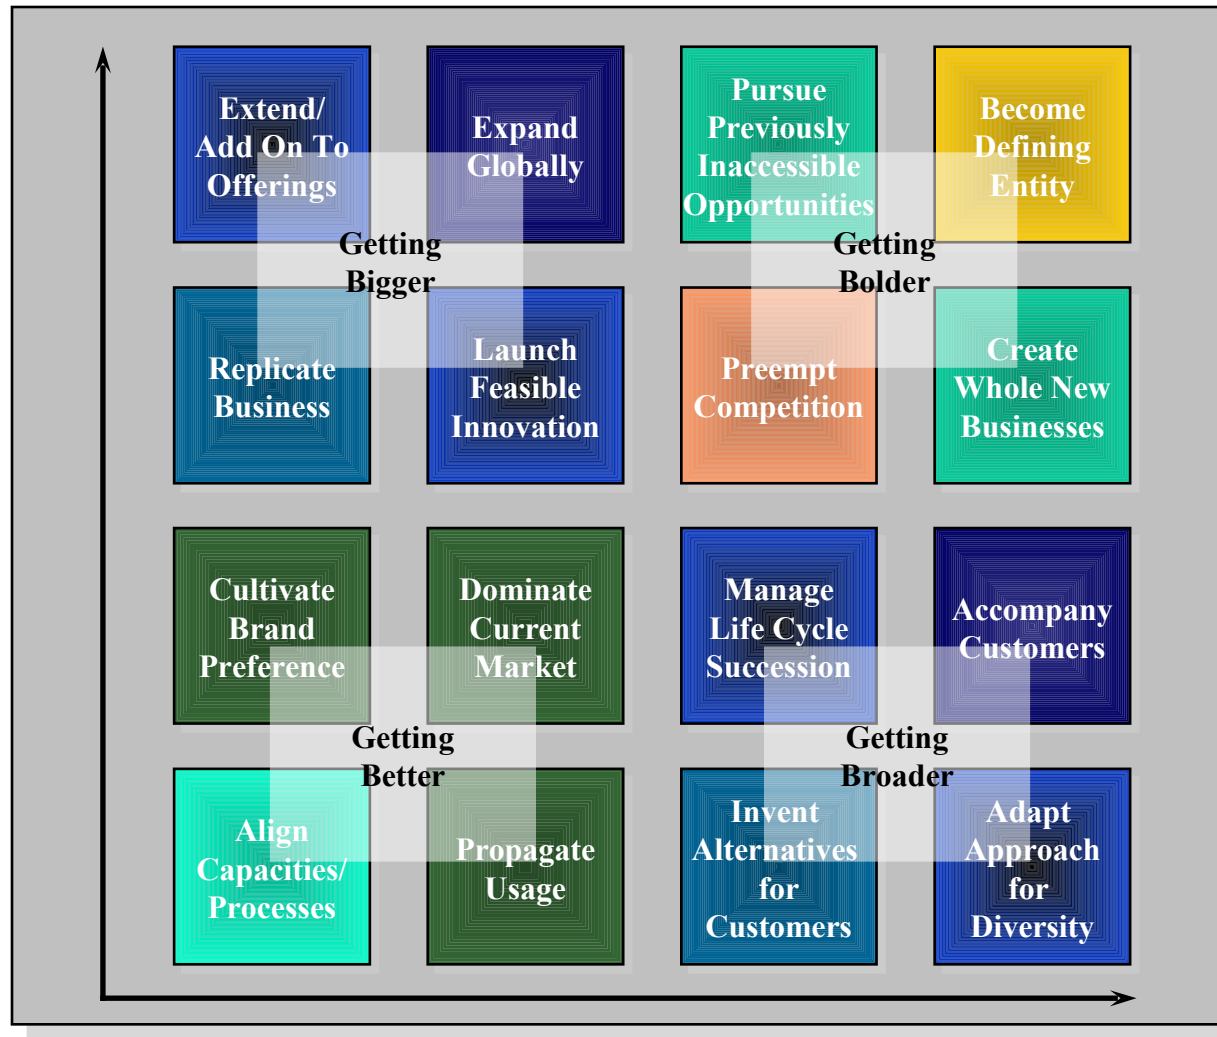 Extend/
Add On To
Offerings
Expand
Globally
Pursue
Previously
Inaccessible
Opportunities
Become
Defining
Entity
Getting
Bigger
Getting
Bolder
Replicate
Business
Launch
Feasible
Innovation
Preempt
Competition
Create
Whole New
Businesses
Cultivate
Brand
Preference
Dominate
Current
Market
Manage
Life Cycle
Succession
Accompany
Customers
Getting
Better
Getting
Broader
Align
Capacities/
Processes
Propagate
Usage
Invent
Alternatives
for
Customers
Adapt
Approach
for
Diversity